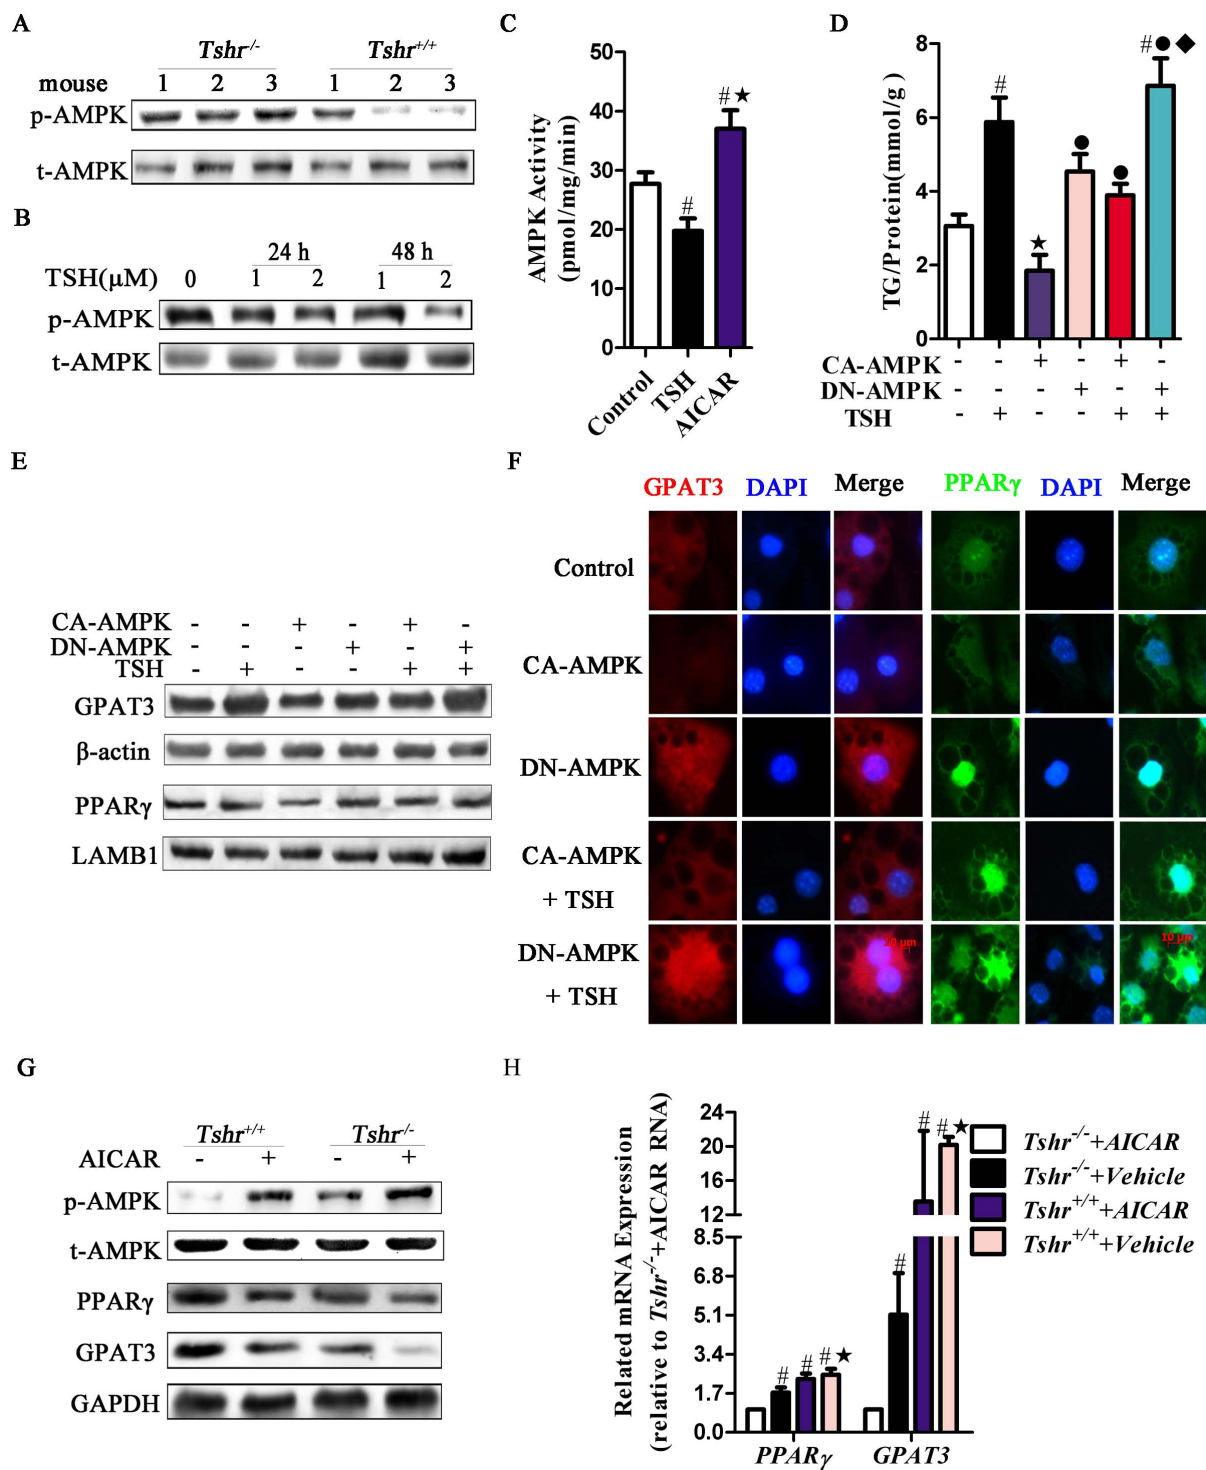 A
Tshr-/- Tshr+/+
mouse 1 2 3 1 2 3
p-AMPK
t-AMPK
B
24 h 48 h
TSH(μM) 0 1 2 1 2
p-AMPK
t-AMPK
C
AMPK Activity
(pmol/mg/min)
50
40
30
20
10
0
#
#★
Control TSH AICAR
D
TG/Protein(mmol/g)
8
6
4
2
0
#
★
●
●
#●◆
CA-AMPK - - + - + -
DN-AMPK - - - + - +
TSH - + - - + +
E
CA-AMPK - - + - + -
DN-AMPK - - - + - +
TSH - + - - + +
GPAT3
β-actin
PPARγ
LAMB1
F
GPAT3 DAPI Merge PPARγ DAPI Merge
Control
CA-AMPK
DN-AMPK
CA-AMPK
+ TSH
DN-AMPK
+ TSH
10 μm
10 μm
G
Tshr+/+ Tshr-/-
AICAR - + - +
p-AMPK
t-AMPK
PPARγ
GPAT3
GAPDH
H
Related mRNA Expression
(relative to Tshr-/-+AICAR RNA)
24
20
16
12
8.5
6.8
5.1
3.4
1.7
0.0
# # #★
# # #★
PPARγ GPAT3
Tshr-/-+AICAR
Tshr-/-+Vehicle
Tshr+/++AICAR
Tshr+/++Vehicle